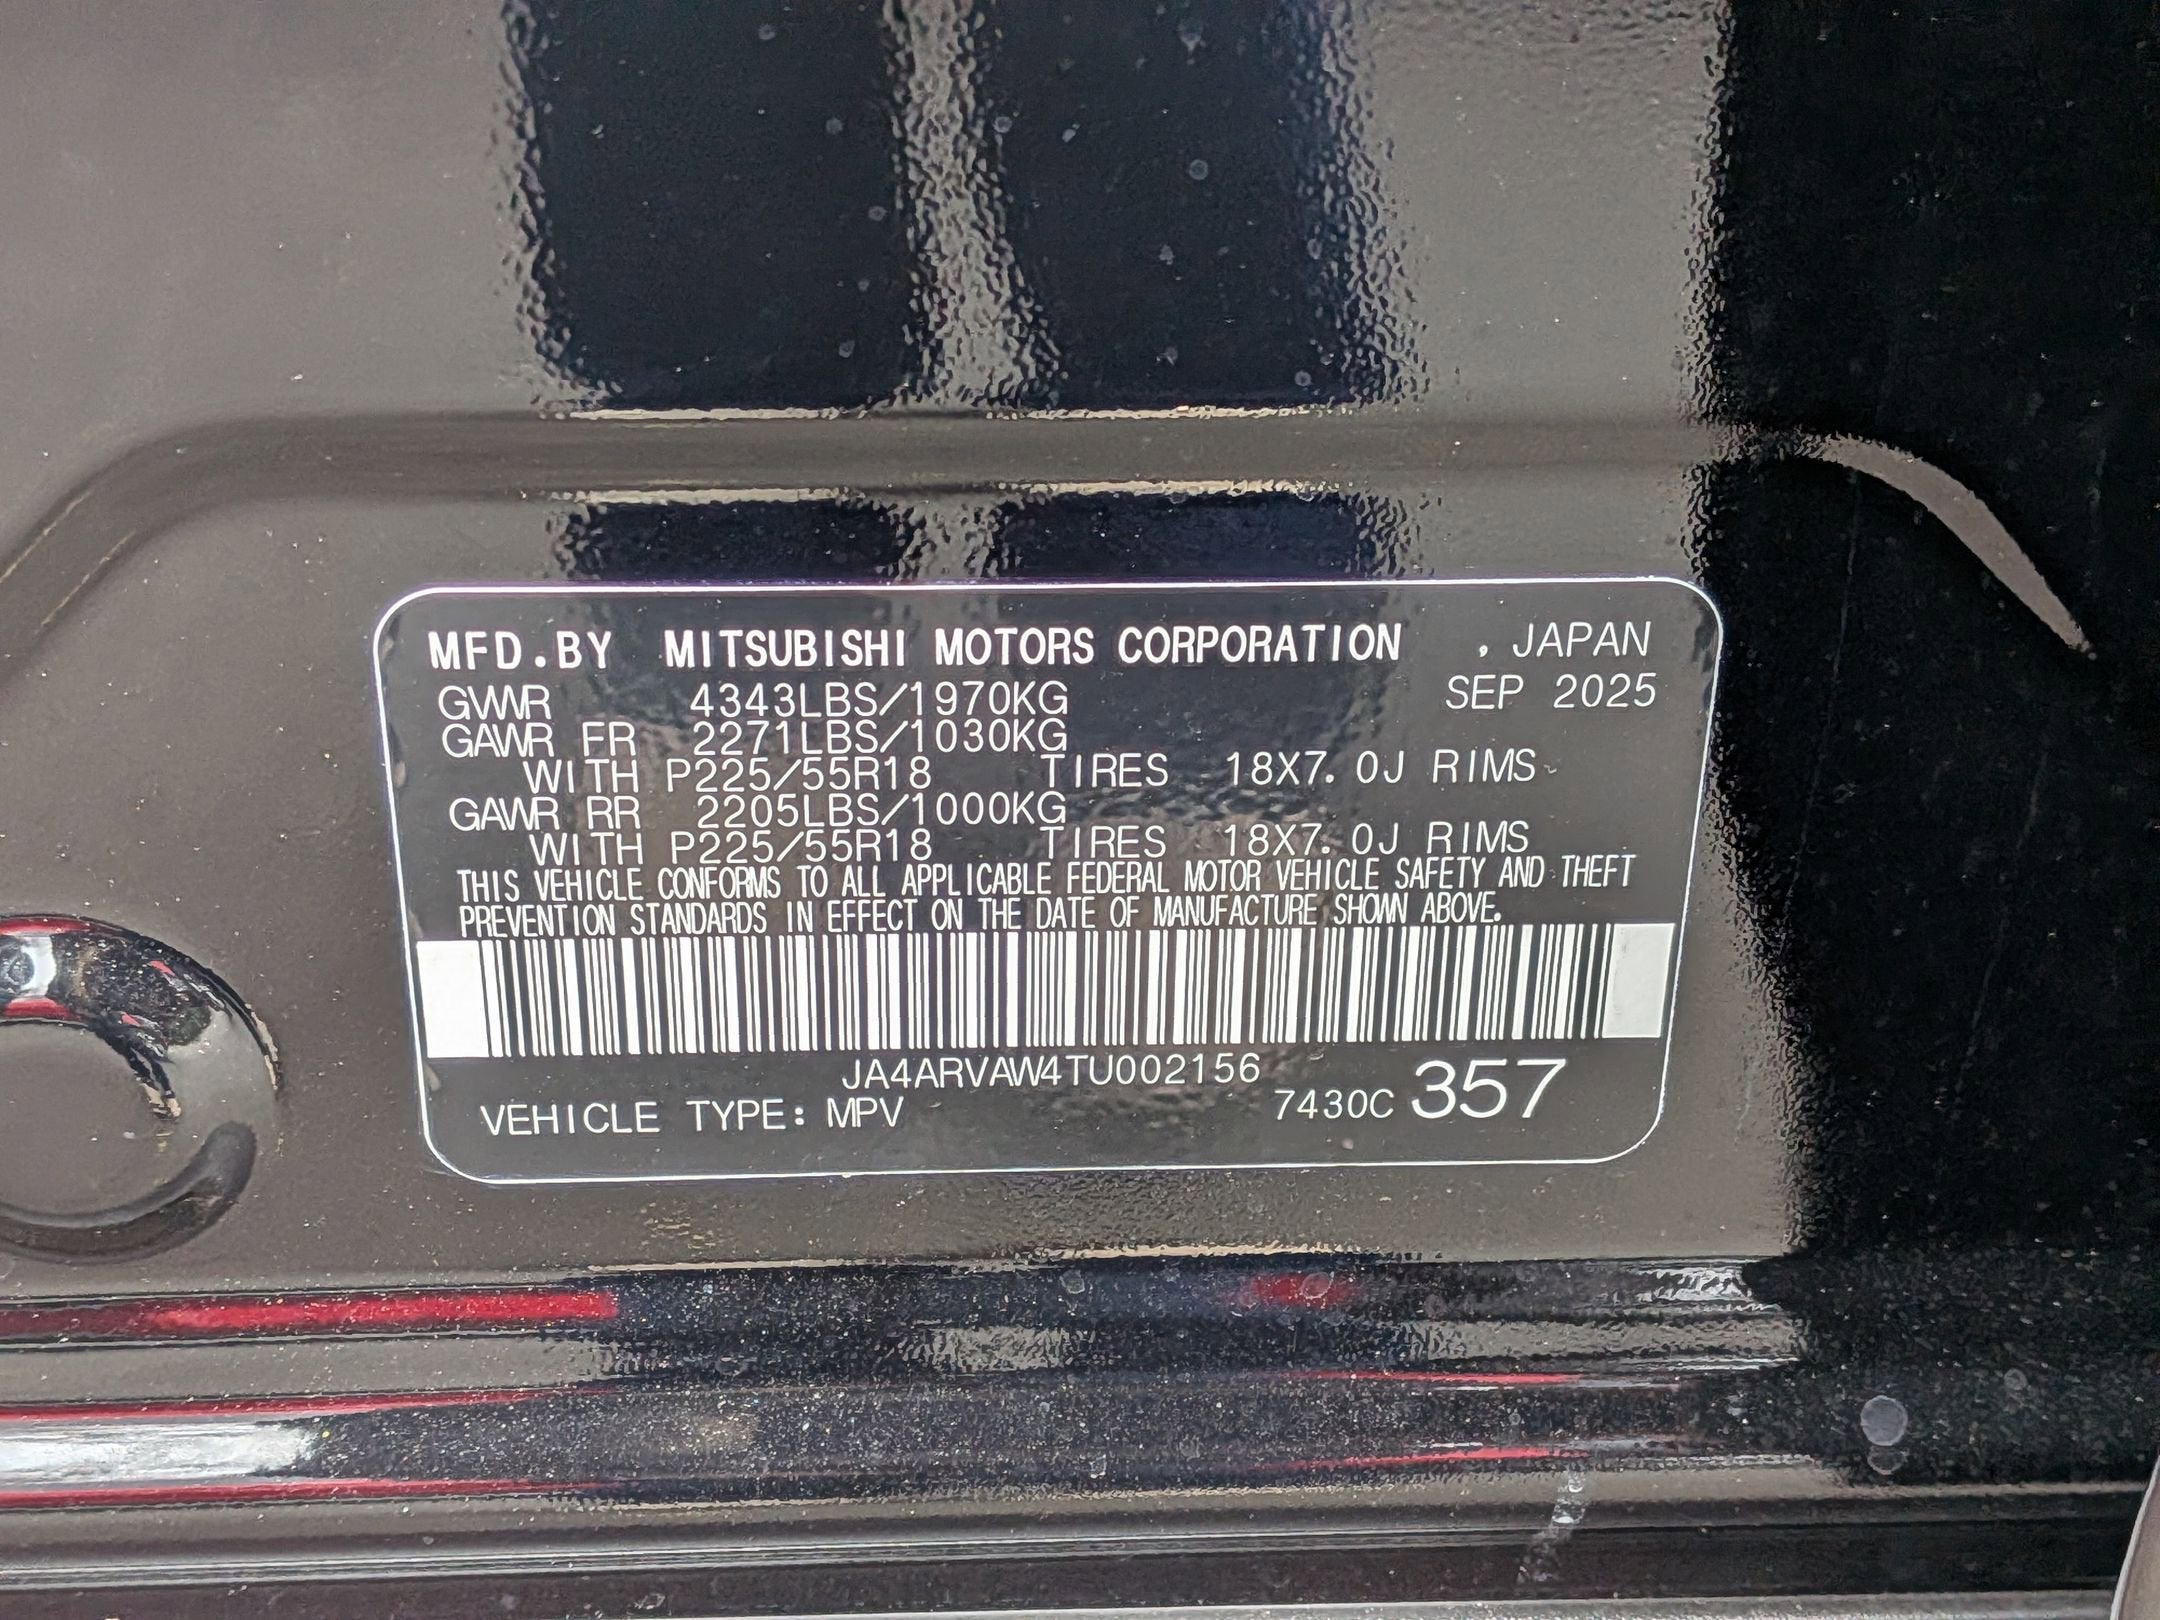 MFD.BY MITSUBISHI MOTORS CORPORATION , JAPAN
GVWR 4343LBS/1970KG SEP 2025
GAWR FR 2271LBS/1030KG
WITH P225/55R18 TIRES 18X7.0J RIMS
GAWR RR 2205LBS/1000KG
WITH P225/55R18 TIRES 18X7.0J RIMS
THIS VEHICLE CONFORMS TO ALL APPLICABLE FEDERAL MOTOR VEHICLE SAFETY AND THEFT
PREVENTION STANDARDS IN EFFECT ON THE DATE OF MANUFACTURE SHOWN ABOVE.
JA4ARVAW4TU002156
VEHICLE TYPE: MPV 7430C 357